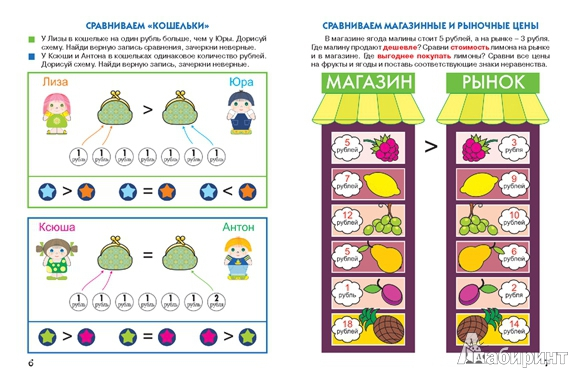 СРАВНИВАЕМ «КОШЕЛЬКИ»
У Лизы в кошельке на один рубль больше, чем у Юры. Дорисуй
схему. Найди верную запись сравнения, зачеркни неверные.
У Ксюши и Антона в кошельках одинаковое количество рублей.
Дорисуй схему. Найди верную запись, зачеркни неверные.
Лиза > Юра
1 рубль 1 рубль 1 рубль 1 рубль 1 рубль 1 рубль 1 рубль
> = <
Ксюша = Антон
1 рубль 1 рубль 1 рубль 1 рубль 1 рубль 1 рубль 2 рубля
> = <
6
СРАВНИВАЕМ МАГАЗИННЫЕ И РЫНОЧНЫЕ ЦЕНЫ
В магазине ягода малины стоит 5 рублей, а на рынке – 3 рубля.
Где малину продают дешевле? Сравни стоимость лимона на рынке
и в магазине. Где выгоднее покупать лимоны? Сравни все цены
на фрукты и ягоды и поставь соответствующие знаки неравенства.
МАГАЗИН РЫНОК
5 рублей > 3 рубля
7 рублей 9 рублей
12 рублей 10 рублей
5 рублей 6 рублей
1 рубль 2 рубля
18 рублей 14 рублей
Лабиринт